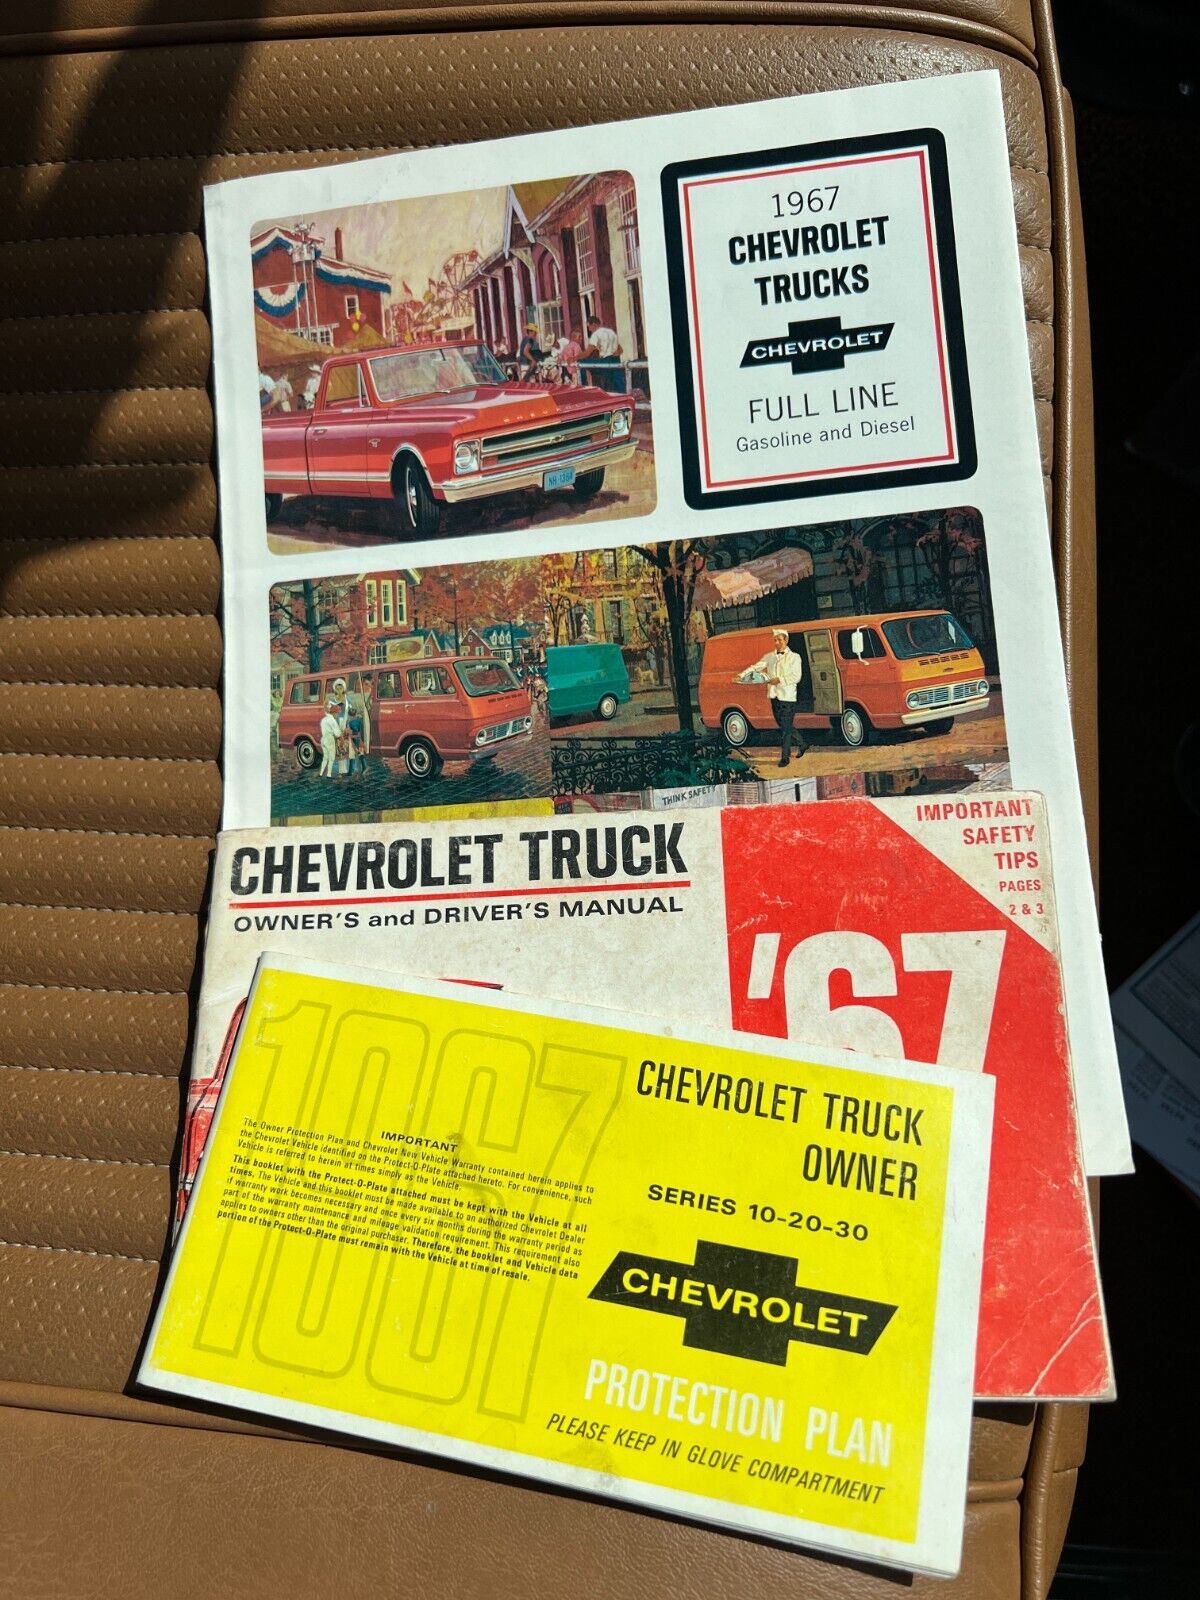 1967
CHEVROLET
TRUCKS
CHEVROLET
FULL LINE
Gasoline and Diesel
NH·1384
THINK SAFETY
CHEVROLET TRUCK
OWNER'S and DRIVER'S MANUAL
IMPORTANT
SAFETY
TIPS
PAGES
2 & 3
'67
1967
IMPORTANT
The Owner Protection Plan and Chevrolet New Vehicle Warranty contained herein applies to
the Chevrolet Vehicle identified on the Protect-O-Plate attached hereto. For convenience, such
Vehicle is referred to herein at times simply as the Vehicle.
This booklet with the Protect-O-Plate attached must be kept with the Vehicle at all
times. The Vehicle and this booklet must be made available to an authorized Chevrolet Dealer
if warranty work becomes necessary and once every six months during the warranty period as
part of the warranty maintenance and mileage validation requirement. This requirement also
applies to owners other than the original purchaser. Therefore, the booklet and Vehicle data
portion of the Protect-O-Plate must remain with the Vehicle at time of resale.
CHEVROLET TRUCK
OWNER
SERIES 10-20-30
CHEVROLET
PROTECTION PLAN
PLEASE KEEP IN GLOVE COMPARTMENT